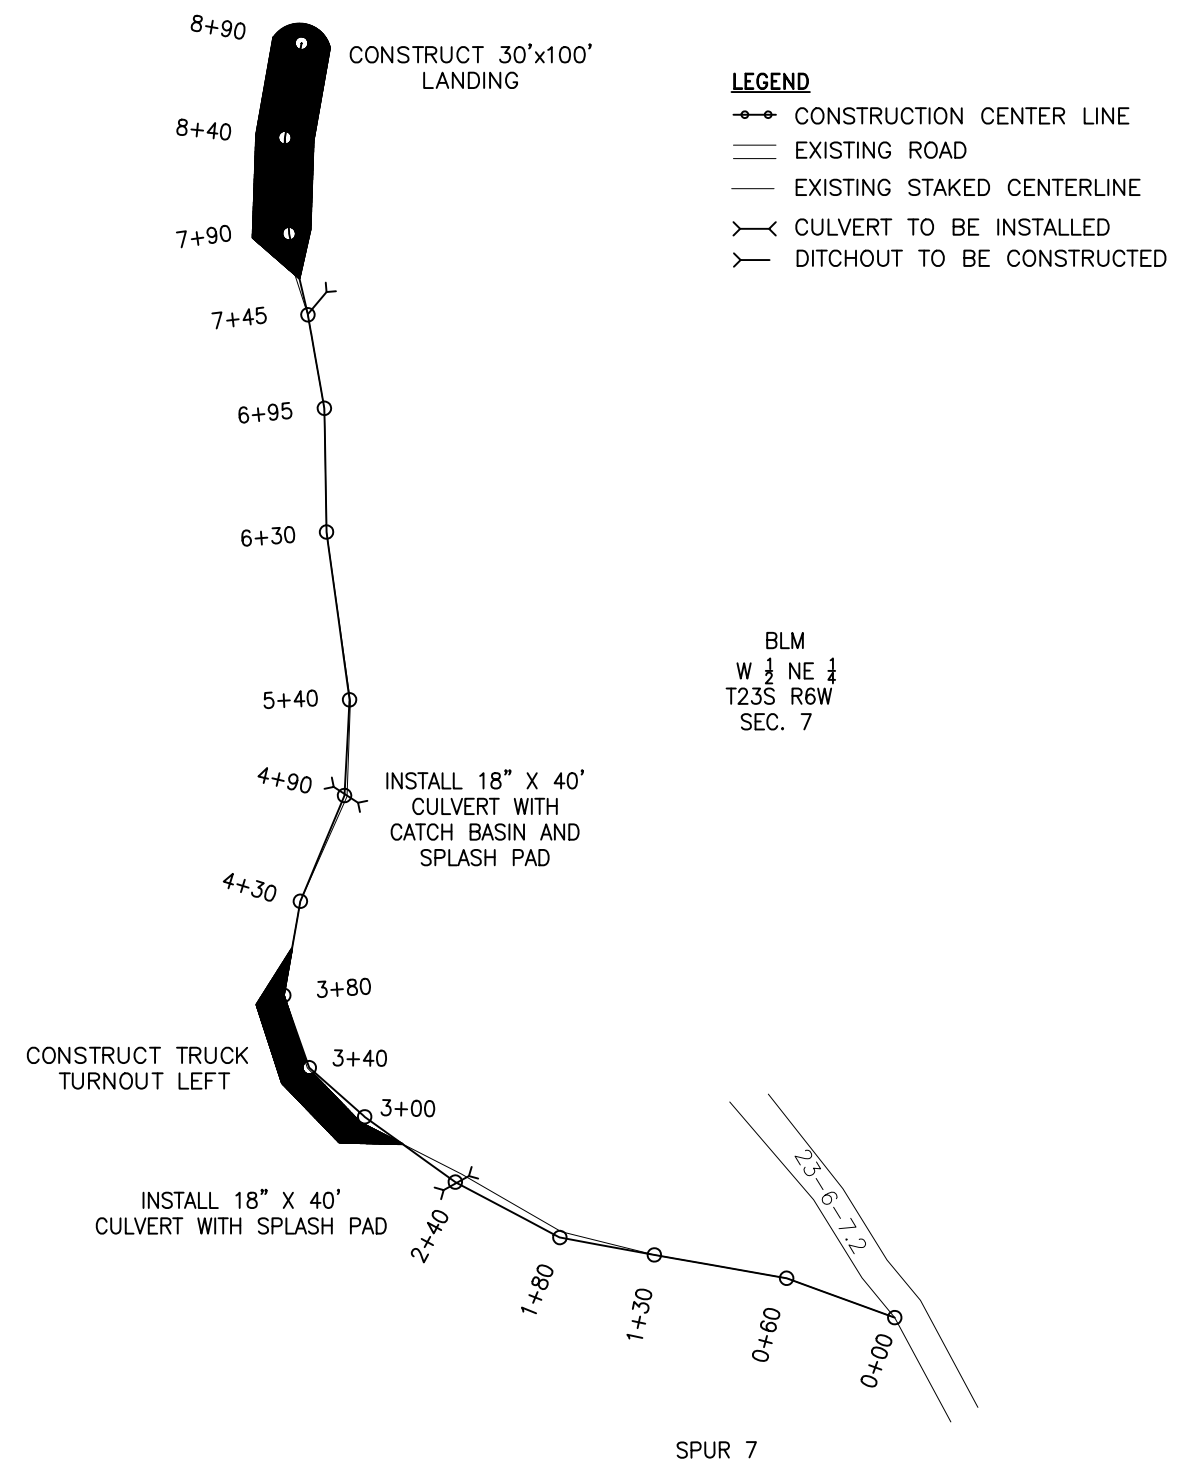 8+90
CONSTRUCT 30'x100'
LANDING
LEGEND
CONSTRUCTION CENTER LINE
EXISTING ROAD
EXISTING STAKED CENTERLINE
CULVERT TO BE INSTALLED
DITCHOUT TO BE CONSTRUCTED
8+40
7+90
7+45
6+95
6+30
BLM
W 1/2 NE 1/4
T23S R6W
SEC. 7
5+40
4+90
INSTALL 18" X 40'
CULVERT WITH
CATCH BASIN AND
SPLASH PAD
4+30
3+80
CONSTRUCT TRUCK
TURNOUT LEFT
3+40
3+00
INSTALL 18" X 40'
CULVERT WITH SPLASH PAD
2+40
1+80
1+30
0+60
0+00
23-6-7.2
SPUR 7